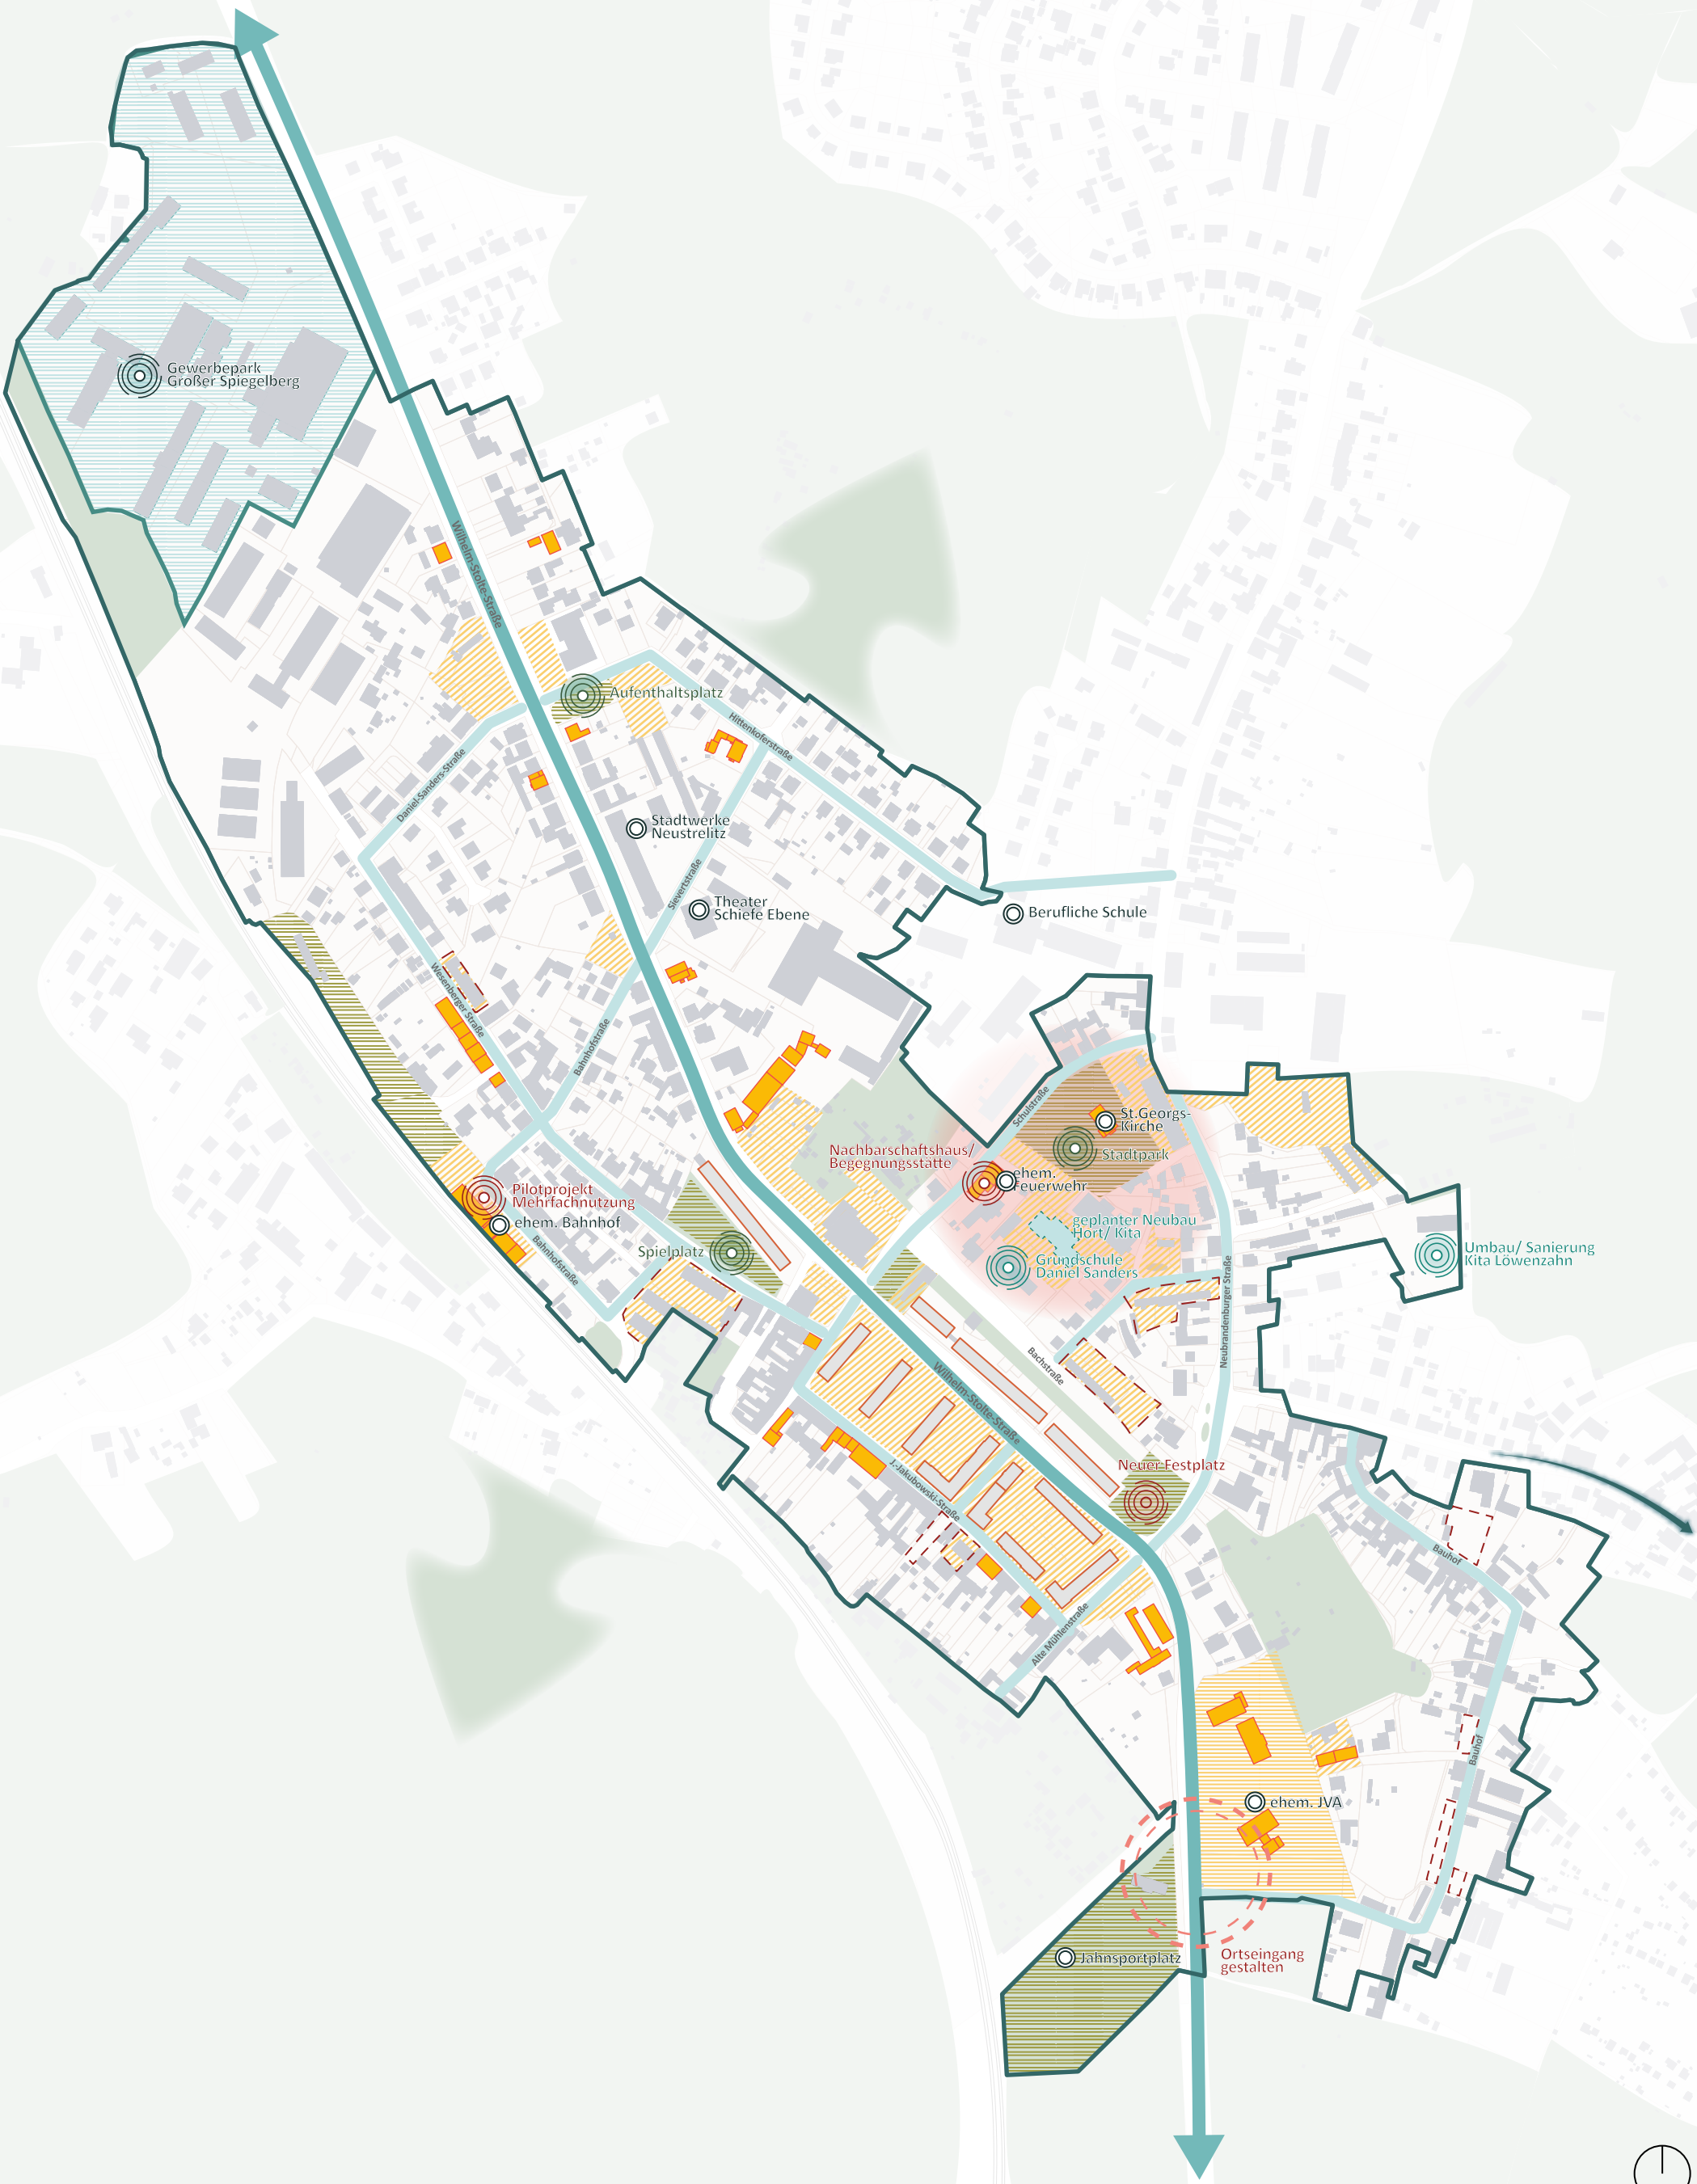 Gewerbepark
Großer Spiegelberg
Wilhelm-Stolte-Straße
Aufenthaltsplatz
Hittenkoferstraße
Daniel-Sanders-Straße
Stadtwerke
Neustrelitz
Sievertstraße
Theater
Schiefe Ebene
Berufliche Schule
Wesenberger Straße
Bahnhofstraße
Schulstraße
St.Georgs-
Kirche
Stadtpark
Nachbarschaftshaus/
Begegnungsstätte
ehem.
Feuerwehr
Pilotprojekt
Mehrfachnutzung
ehem. Bahnhof
Bahnhofstraße
Spielplatz
geplanter Neubau
Hort/ Kita
Grundschule
Daniel Sanders
Umbau/ Sanierung
Kita Löwenzahn
Neubrandenburger Straße
Bachstraße
Wilhelm-Stolte-Straße
Neuer Festplatz
J.-Jakubowski-Straße
Bauhof
Alte Mühlenstraße
Bauhof
ehem. JVA
Jahnsportplatz
Ortseingang
gestalten